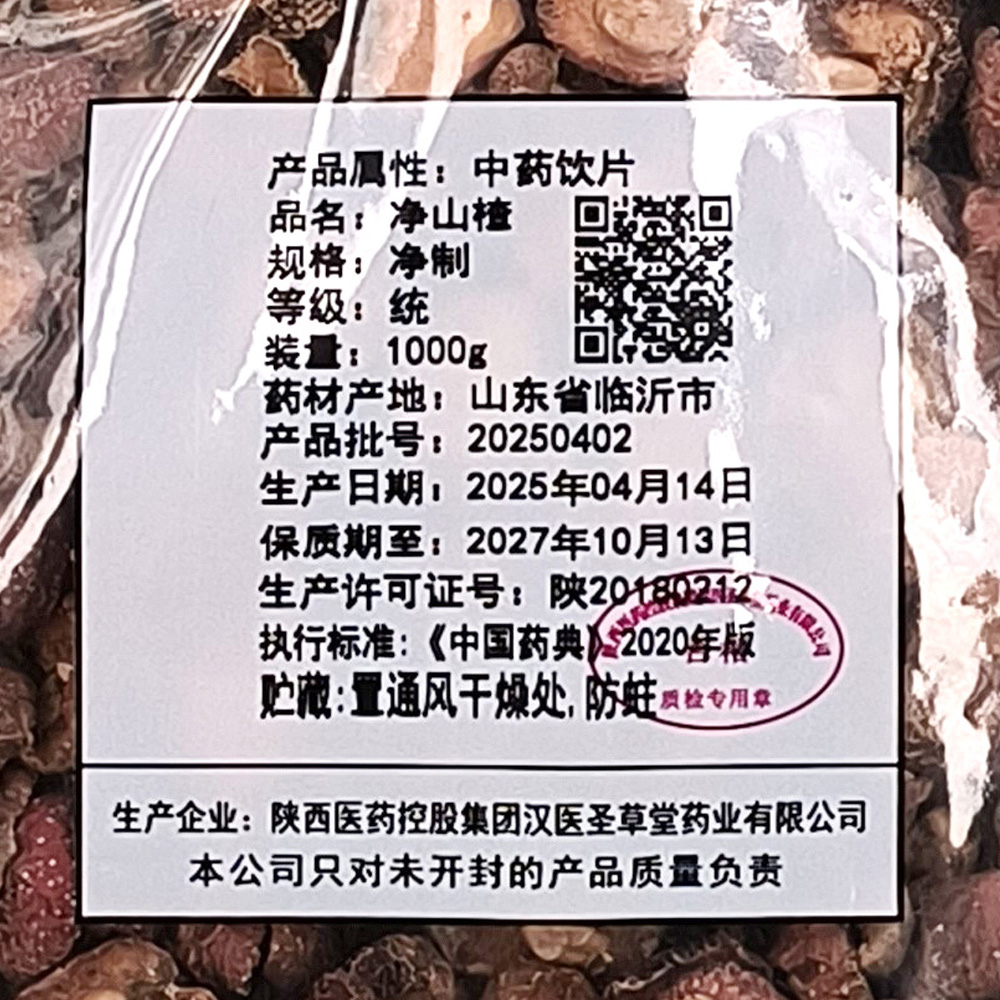 产品属性：中药饮片
品名：净山楂
规格：净制
等级：统
装量：1000g
药材产地：山东省临沂市
产品批号：20250402
生产日期：2025年04月14日
保质期至：2027年10月13日
生产许可证号：陕20180212
执行标准:《中国药典》2020年版
贮藏:置通风干燥处,防蛀
合格
质检专用章
生产企业：陕西医药控股集团汉医圣草堂药业有限公司
本公司只对未开封的产品质量负责